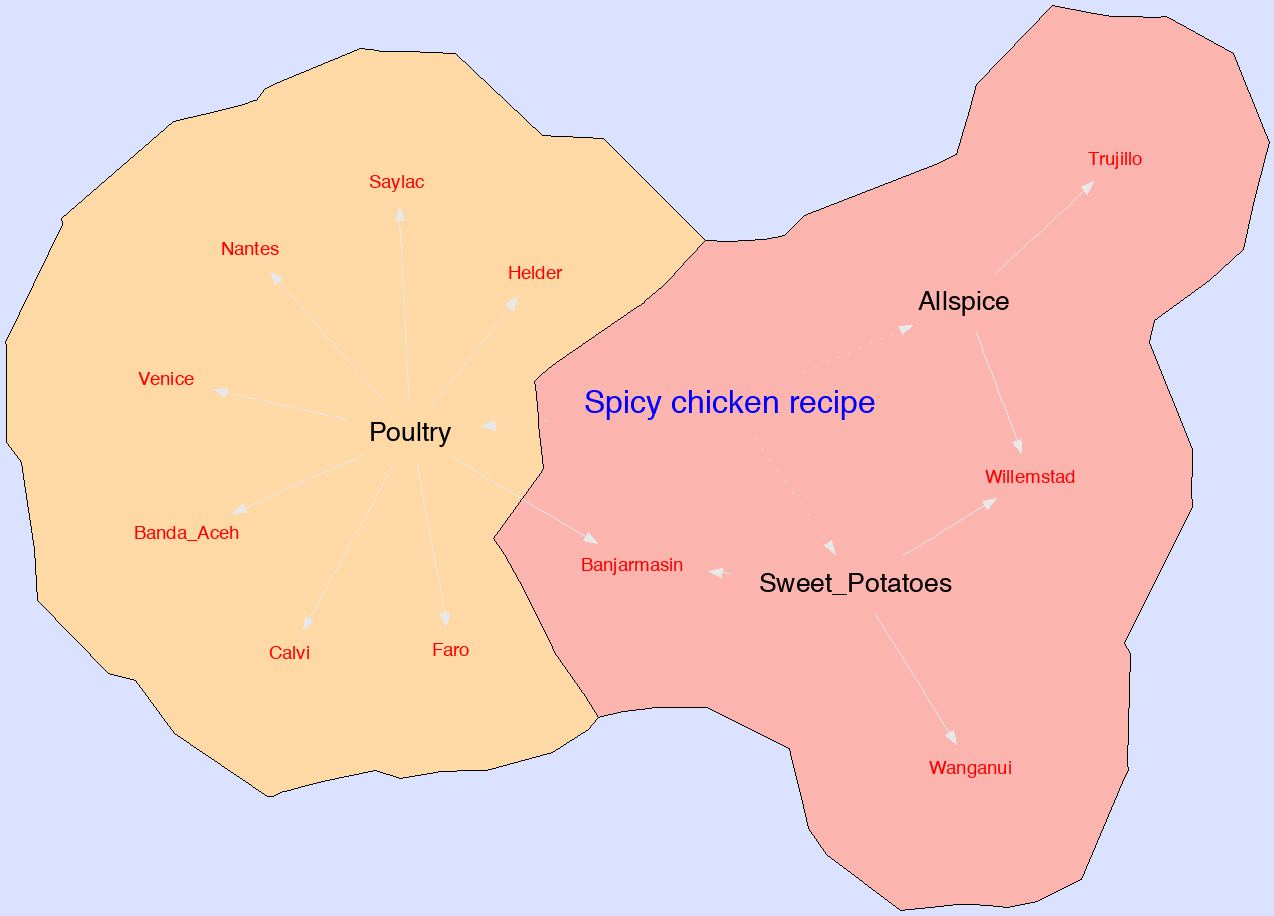 Trujillo
Saylac
Nantes
Helder
Allspice
Venice
Spicy chicken recipe
Poultry
Willemstad
Banda_Aceh
Banjarmasin
Sweet_Potatoes
Calvi
Faro
Wanganui